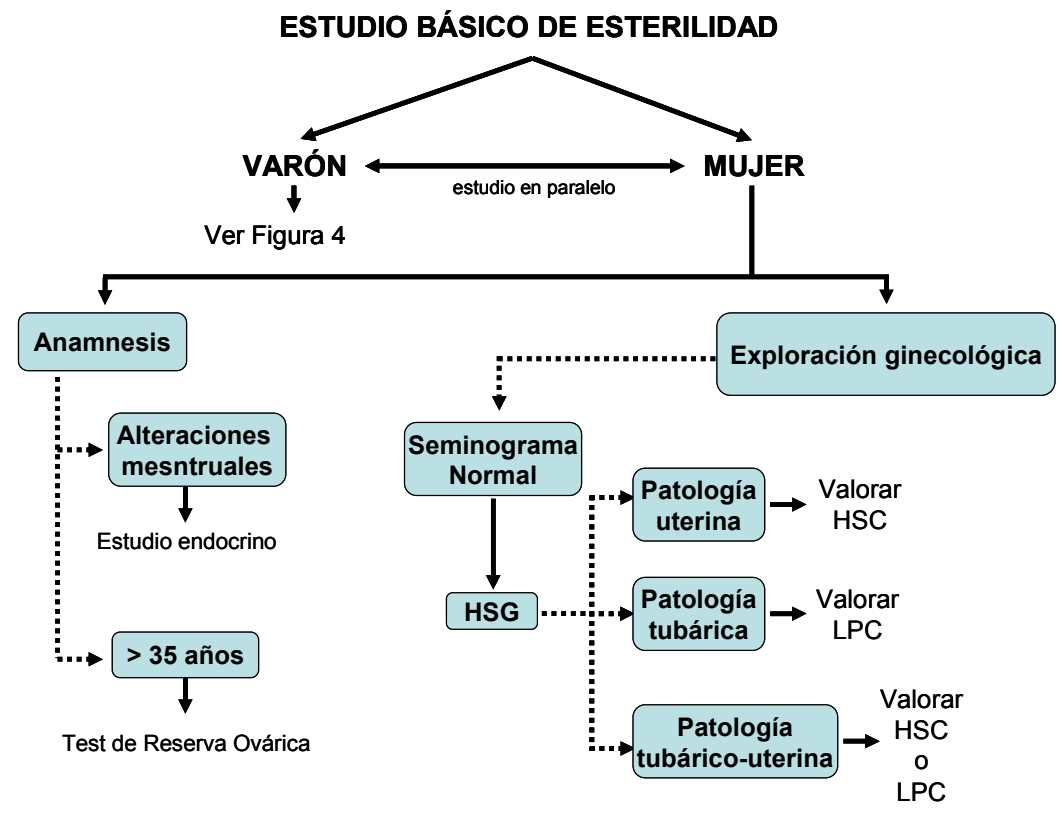 ESTUDIO BÁSICO DE ESTERILIDAD
VARÓN
estudio en paralelo
MUJER
Ver Figura 4
Anamnesis
Alteraciones
mesntruales
Estudio endocrino
> 35 años
Test de Reserva Ovárica
Exploración ginecológica
Seminograma
Normal
HSG
Patología
uterina
Valorar
HSC
Patología
tubárica
Valorar
LPC
Patología
tubárico-uterina
Valorar
HSC
o
LPC